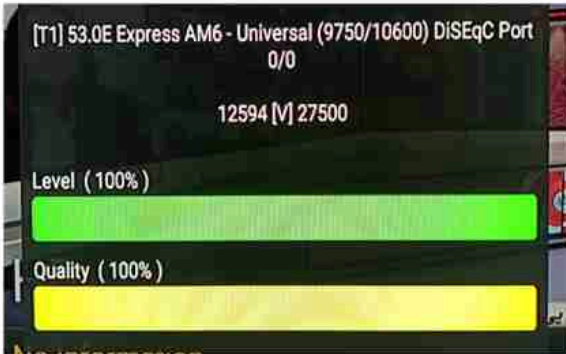 [T1] 53.0E Express AM6 - Universal (9750/10600) DiSEqC Port
0/0
12594 [V] 27500
Level ( 100% )
Quality ( 100% )